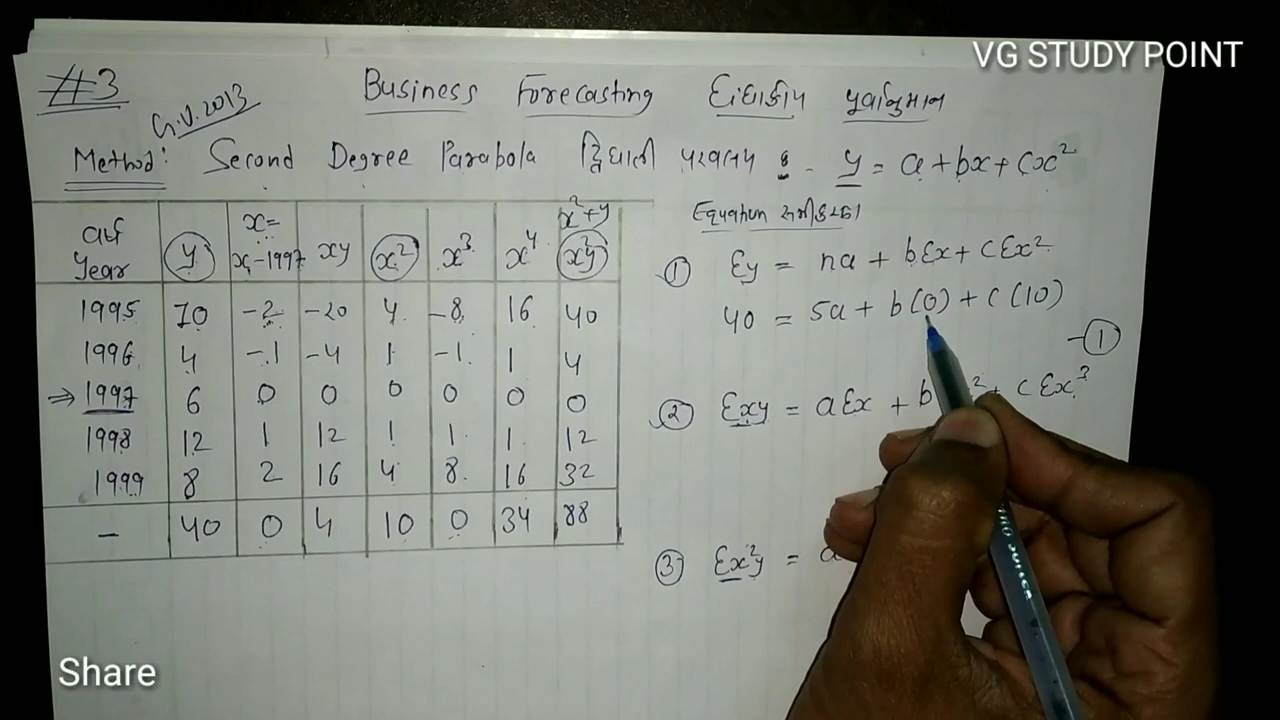 VG STUDY POINT
#3 Business Forecasting ધંધાકીય પૂર્વાનુમાન
G.U. 2013
Method: Second Degree Parabola દ્વિઘાતી પરવલય : - y = a + bx + cx²
વર્ષ Year y x= x-1997 xy x² x³ x⁴ x²+y x²y
1995 70 -2 -20 4 -8 16 40
1996 4 -1 -4 1 -1 1 4
⇒ 1997 6 0 0 0 0 0 0
1998 12 1 12 1 1 1 12
1999 8 2 16 4 8 16 32
— 40 0 4 10 0 34 88
Equation સમીકરણ
① Σy = na + bΣx + cΣx²
40 = 5a + b(0) + c(10)
—①
② Σxy = aΣx + b x² + cΣx³
③ Σx²y = a
Share